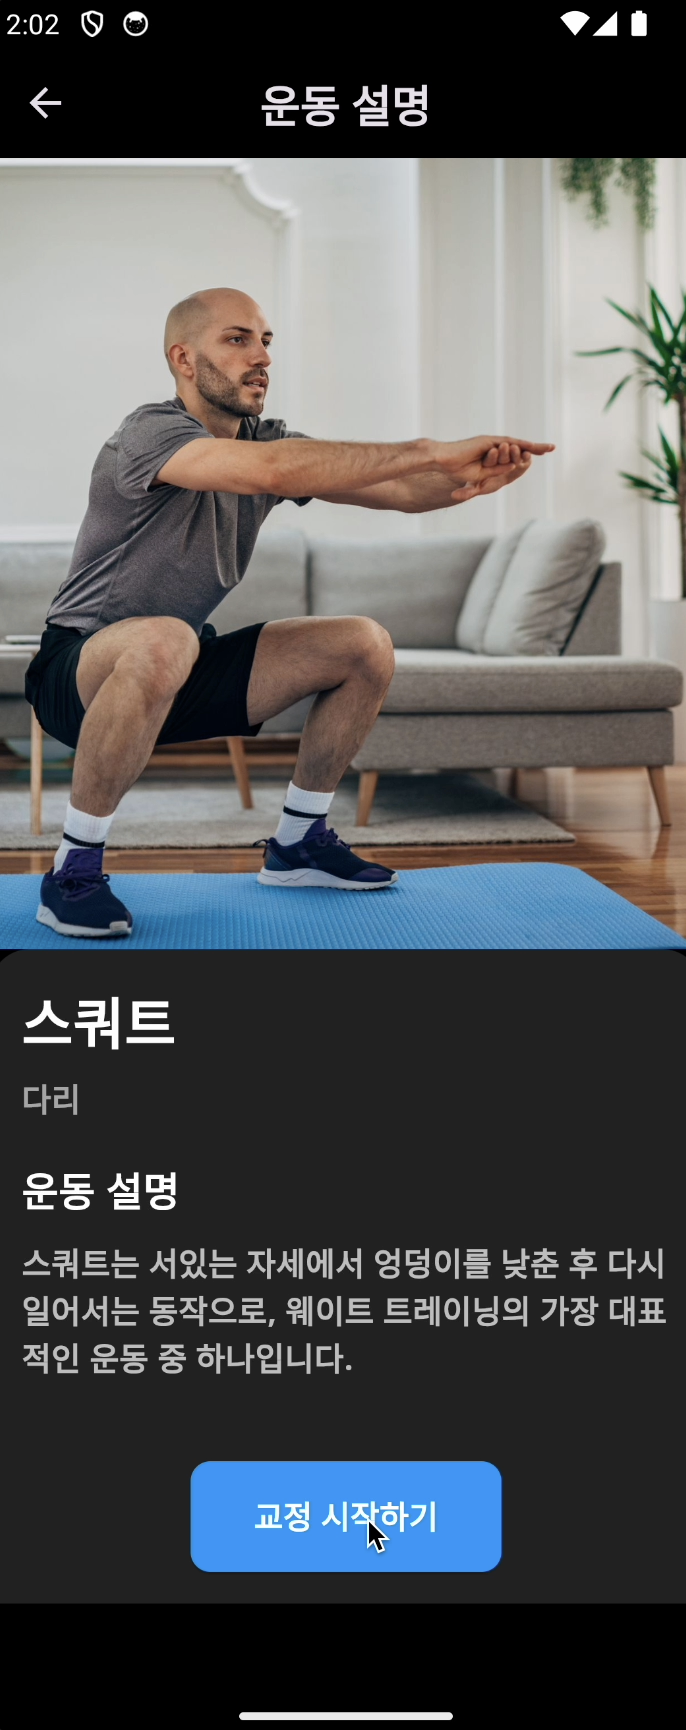 2:02
운동 설명
스쿼트
다리
운동 설명
스쿼트는 서있는 자세에서 엉덩이를 낮춘 후 다시
일어서는 동작으로, 웨이트 트레이닝의 가장 대표
적인 운동 중 하나입니다.
교정 시작하기